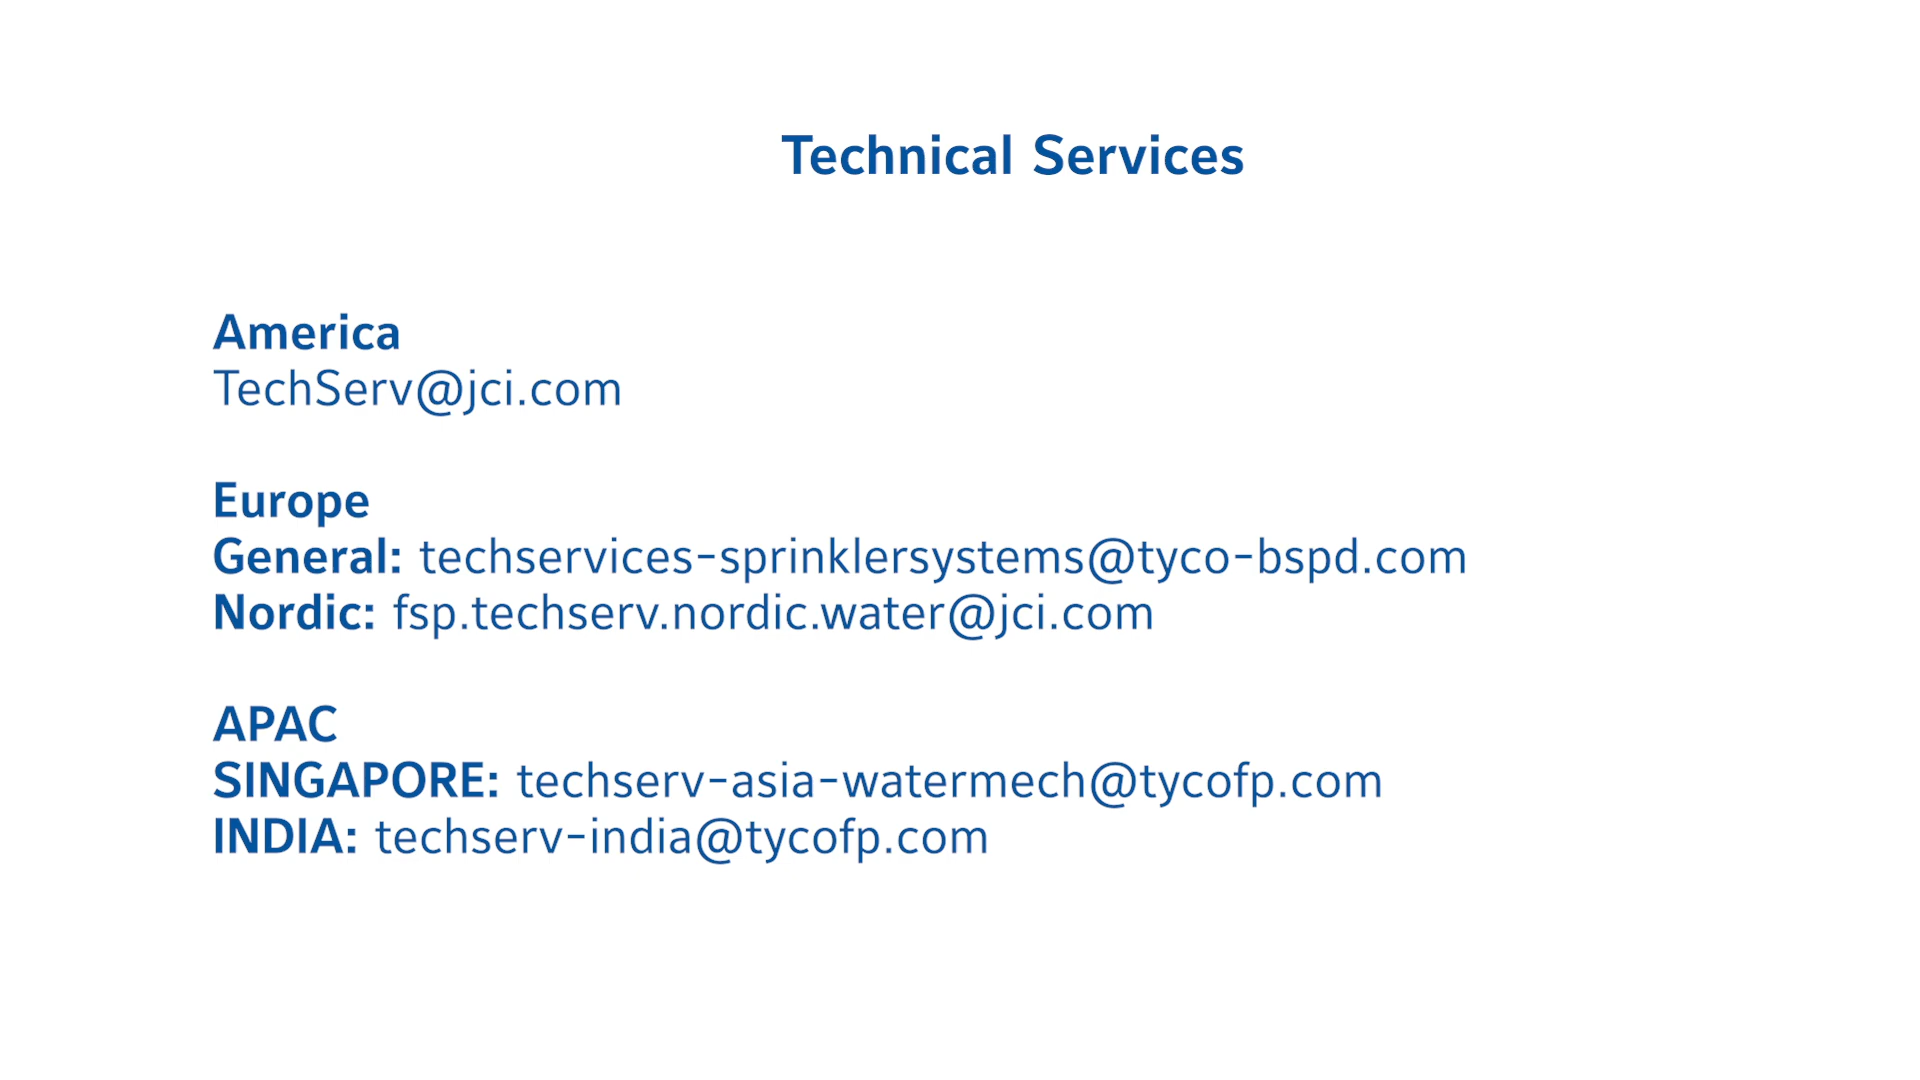 Technical Services
America
TechServ@jci.com
Europe
General: techservices-sprinklersystems@tyco-bspd.com
Nordic: fsp.techserv.nordic.water@jci.com
APAC
SINGAPORE: techserv-asia-watermech@tycofp.com
INDIA: techserv-india@tycofp.com